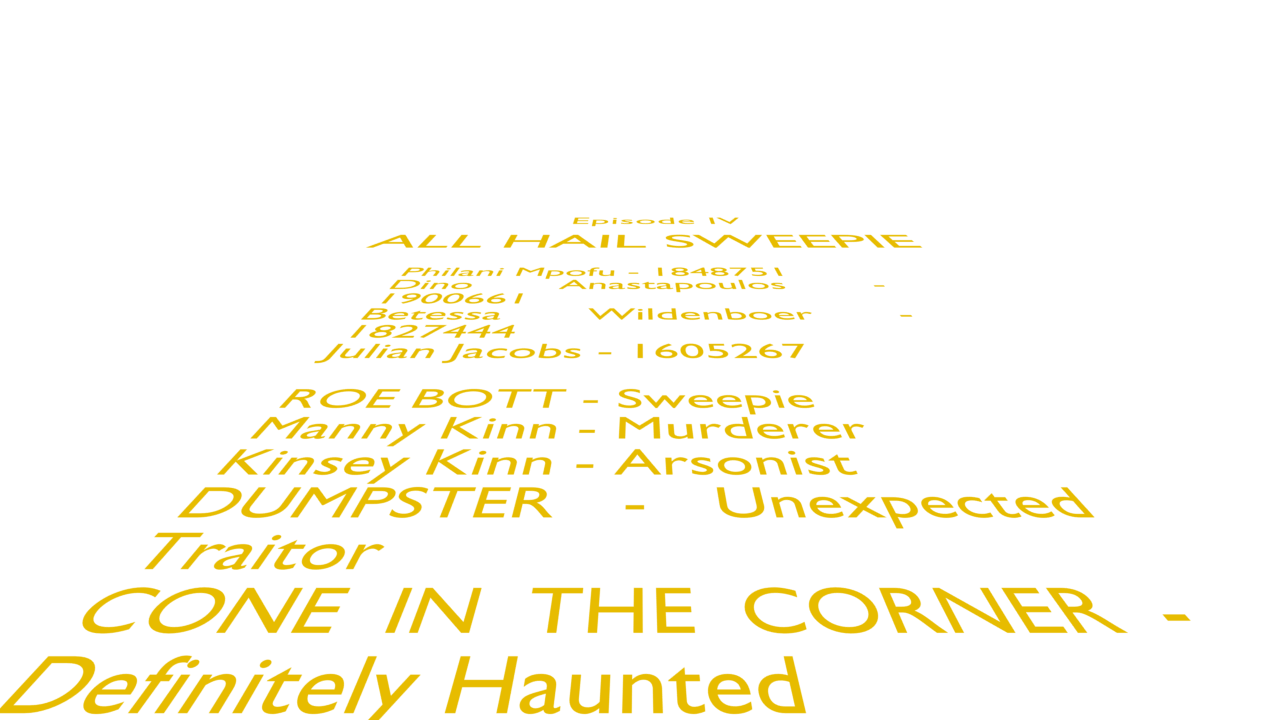 Episode IV
ALL HAIL SWEEPIE
Philani Mpofu - 1848751
Dino Anastapoulos -
1900661
Betessa Wildenboer -
1827444
Julian Jacobs - 1605267
ROE BOTT - Sweepie
Manny Kinn - Murderer
Kinsey Kinn - Arsonist
DUMPSTER - Unexpected
Traitor
CONE IN THE CORNER -
Definitely Haunted